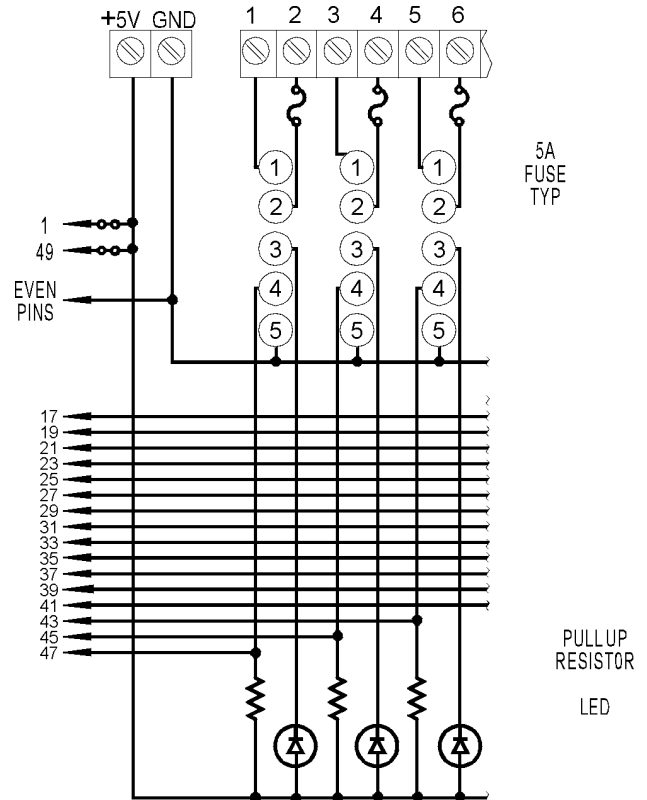 +5V GND 1 2 3 4 5 6
5A
FUSE
TYP
1 1 1
2 2 2
1
3 3 3
49
4 4 4
EVEN
PINS
5 5 5
17
19
21
23
25
27
29
31
33
35
37
39
41
43
45
47
PULLUP
RESISTOR
LED